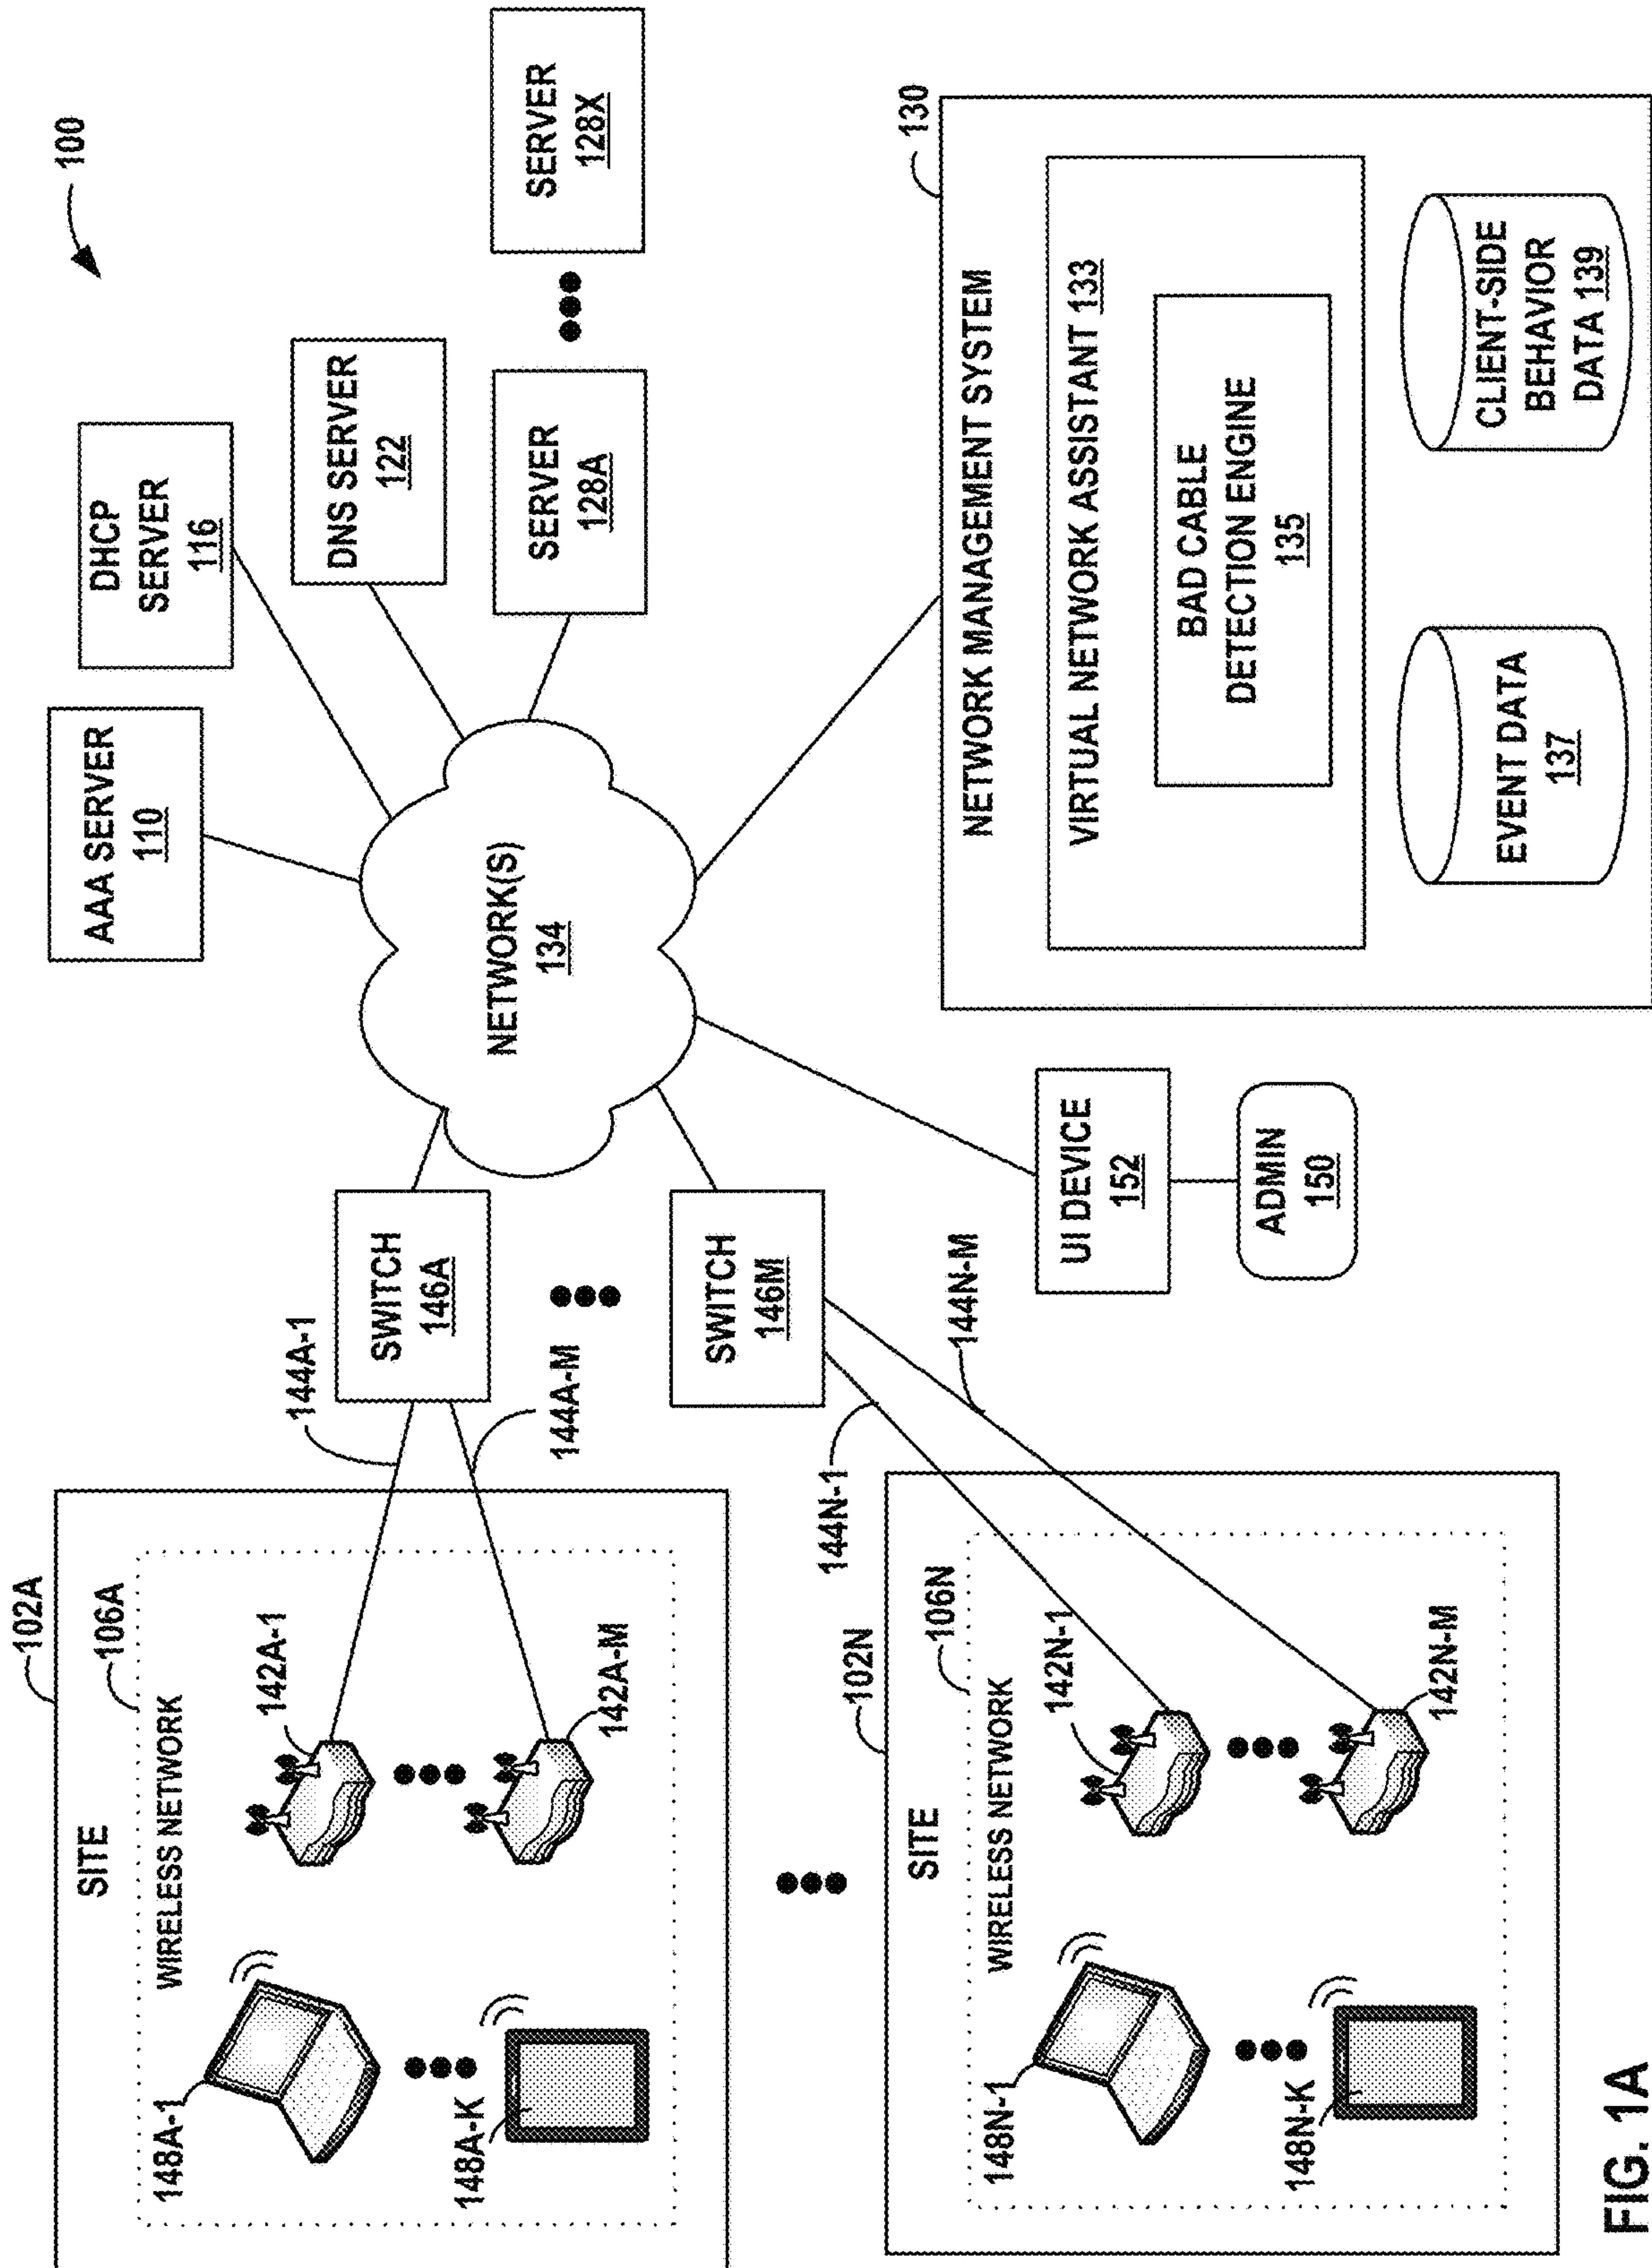 100
102A
SITE
106A
WIRELESS NETWORK
148A-1
148A-K
142A-1
142A-M
144A-1
144A-M
SWITCH
146A
SWITCH
146M
102N
SITE
106N
WIRELESS NETWORK
148N-1
148N-K
142N-1
142N-M
144N-1
144N-M
NETWORK(S)
134
AAA SERVER
110
DHCP
SERVER
116
DNS SERVER
122
SERVER
128A
SERVER
128X
UI DEVICE
152
ADMIN
150
130
NETWORK MANAGEMENT SYSTEM
VIRTUAL NETWORK ASSISTANT 133
BAD CABLE
DETECTION ENGINE
135
EVENT DATA
137
CLIENT-SIDE
BEHAVIOR
DATA 139
FIG. 1A